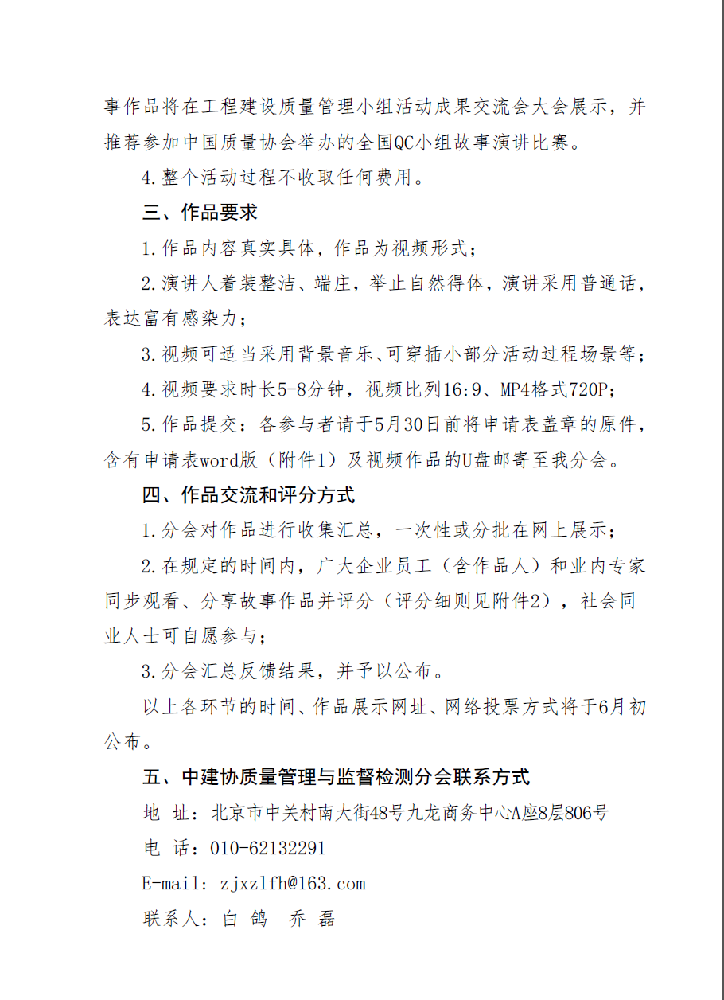 事作品将在工程建设质量管理小组活动成果交流会大会展示，并
推荐参加中国质量协会举办的全国QC小组故事演讲比赛。
4.整个活动过程不收取任何费用。
三、作品要求
1.作品内容真实具体，作品为视频形式；
2.演讲人着装整洁、端庄，举止自然得体，演讲采用普通话，
表达富有感染力；
3.视频可适当采用背景音乐、可穿插小部分活动过程场景等；
4.视频要求时长5-8分钟，视频比列16:9、MP4格式720P；
5.作品提交：各参与者请于5月30日前将申请表盖章的原件，
含有申请表word版（附件1）及视频作品的U盘邮寄至我分会。
四、作品交流和评分方式
1.分会对作品进行收集汇总，一次性或分批在网上展示；
2.在规定的时间内，广大企业员工（含作品人）和业内专家
同步观看、分享故事作品并评分（评分细则见附件2），社会同
业人士可自愿参与；
3.分会汇总反馈结果，并予以公布。
以上各环节的时间、作品展示网址、网络投票方式将于6月初
公布。
五、中建协质量管理与监督检测分会联系方式
地 址：北京市中关村南大街48号九龙商务中心A座8层806号
电 话：010-62132291
E-mail: zjxzlfh@163.com
联系人：白 鸽 乔 磊